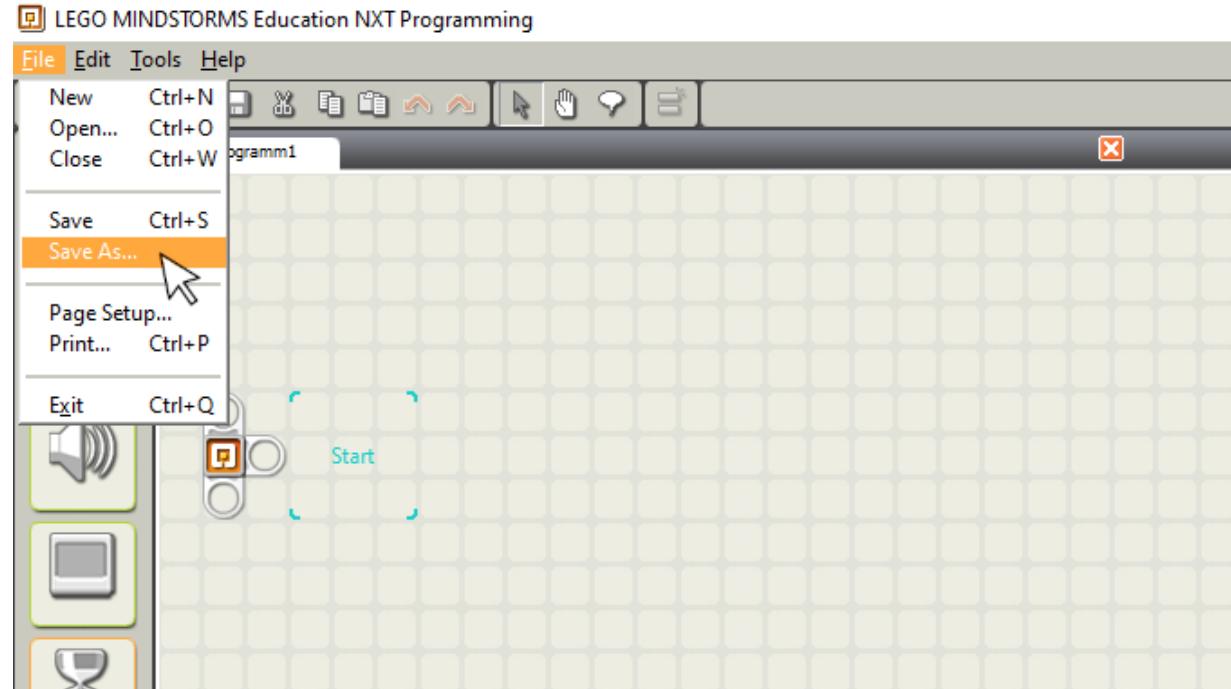 LEGO MINDSTORMS Education NXT Programming
File Edit Tools Help
New Ctrl+N
Open... Ctrl+O
Close Ctrl+W
ogramm1
Save Ctrl+S
Save As...
Page Setup...
Print... Ctrl+P
Exit Ctrl+Q
Start